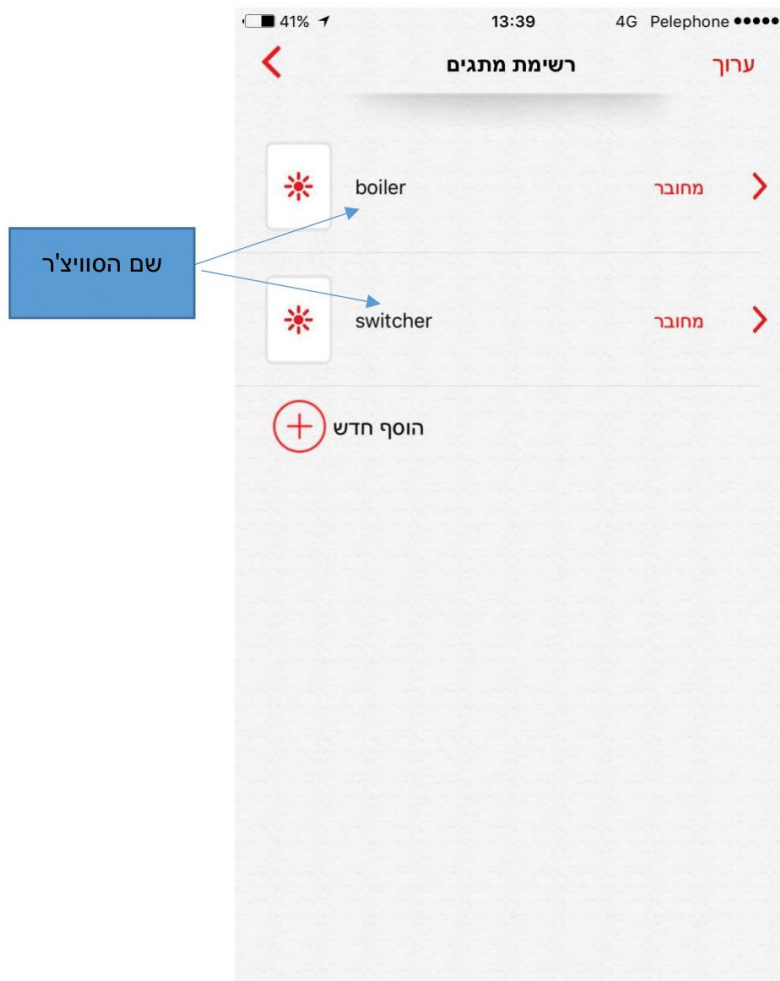 41% 13:39 4G Pelephone
ערוך רשימת מתגים
boiler מחובר
שם הסוויצ'ר
switcher מחובר
הוסף חדש